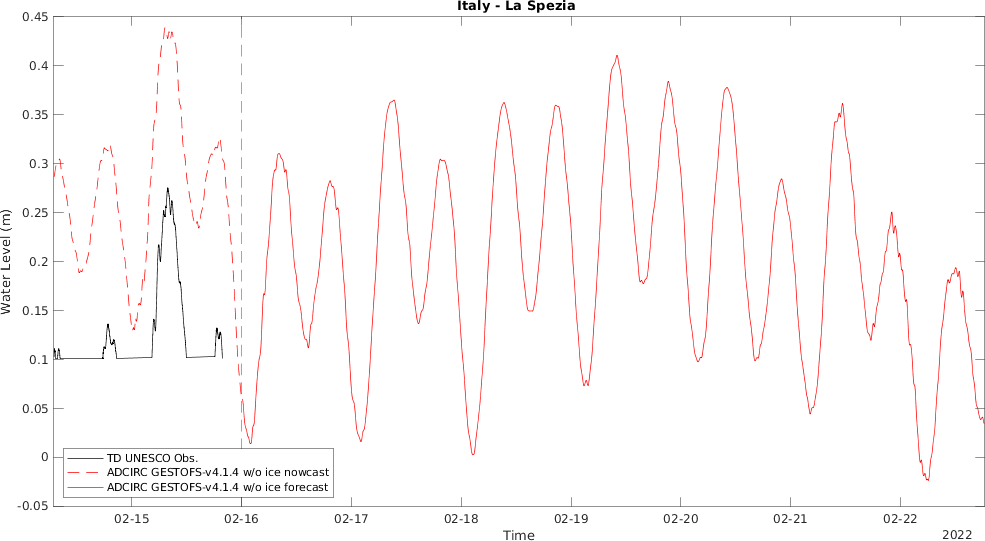 Italy - La Spezia
0.45
0.4
0.35
0.3
0.25
0.2
0.15
0.1
0.05
0
-0.05
Water Level (m)
TD UNESCO Obs.
ADCIRC GESTOFS-v4.1.4 w/o ice nowcast
ADCIRC GESTOFS-v4.1.4 w/o ice forecast
02-15 02-16 02-17 02-18 02-19 02-20 02-21 02-22
Time
2022